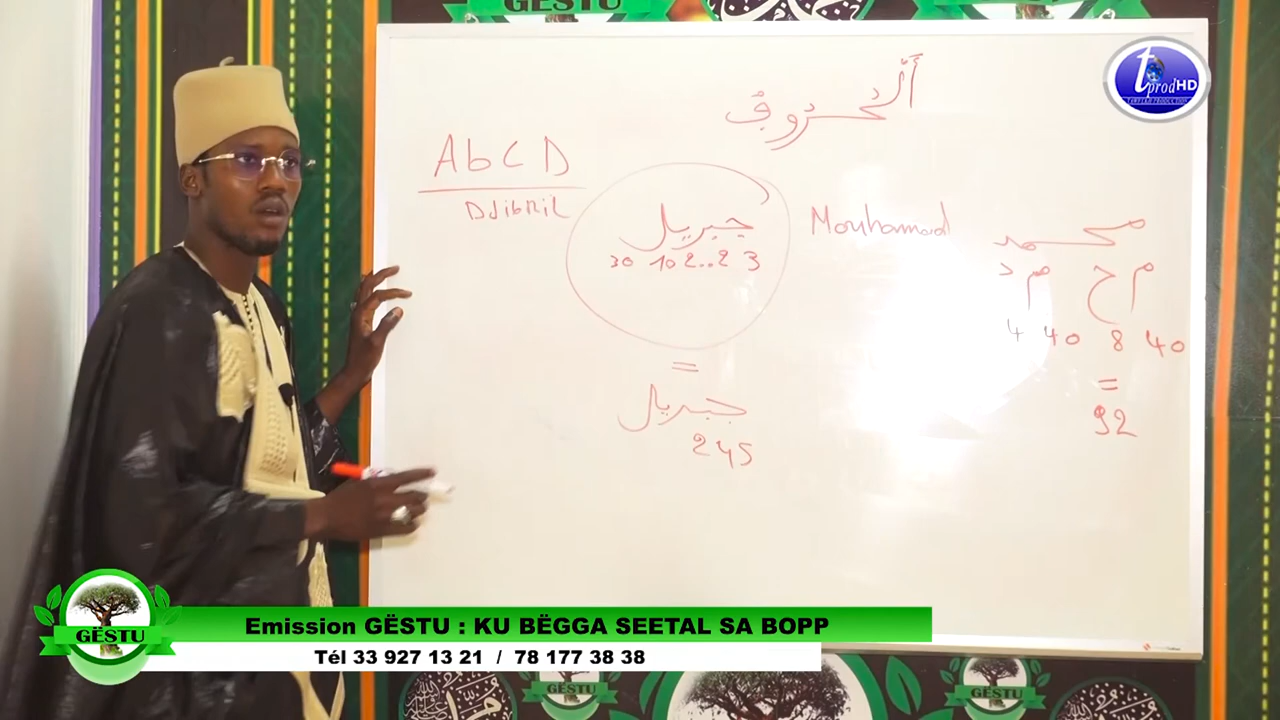 GËSTU
GËSTU
tprodHD
اَلْحُرُوفْ
AbCD
Djibril
جبريل
30 10 2..2 3
=
جبريل
245
Mouhamad
محمد
م ح م د
4 40 8 40
=
92
GËSTU
Emission GËSTU : KU BËGGA SEETAL SA BOPP
Tél 33 927 13 21 / 78 177 38 38
GËSTU
GËSTU